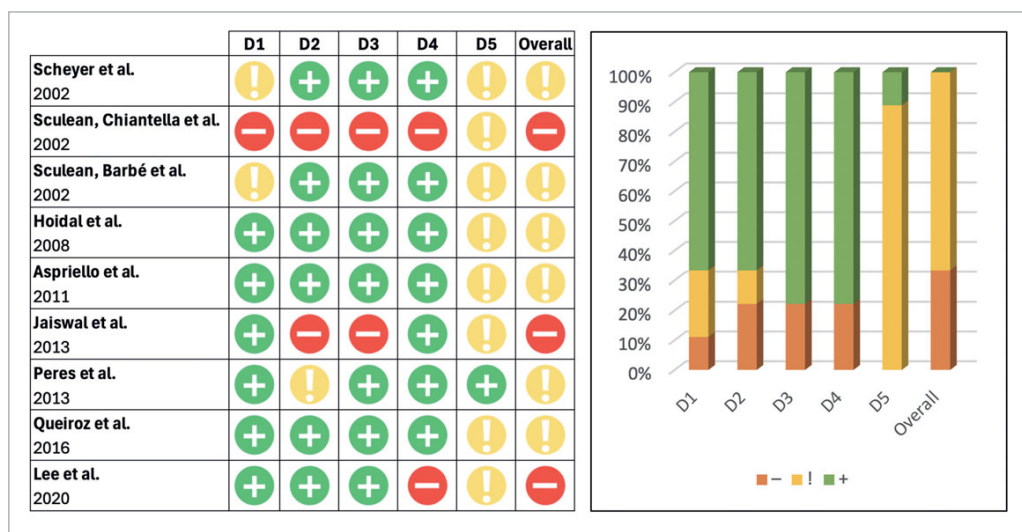 D1 D2 D3 D4 D5 Overall
Scheyer et al.
2002
! + + + ! !
Sculean, Chiantella et al.
2002
− − − − ! −
Sculean, Barbé et al.
2002
! + + + ! !
Hoidal et al.
2008
+ + + + ! !
Aspriello et al.
2011
+ + + + ! !
Jaiswal et al.
2013
+ − − + ! −
Peres et al.
2013
+ ! + + + !
Queiroz et al.
2016
+ + + + ! !
Lee et al.
2020
+ + + − ! −
100%
90%
80%
70%
60%
50%
40%
30%
20%
10%
0%
D1 D2 D3 D4 D5 Overall
− ! +